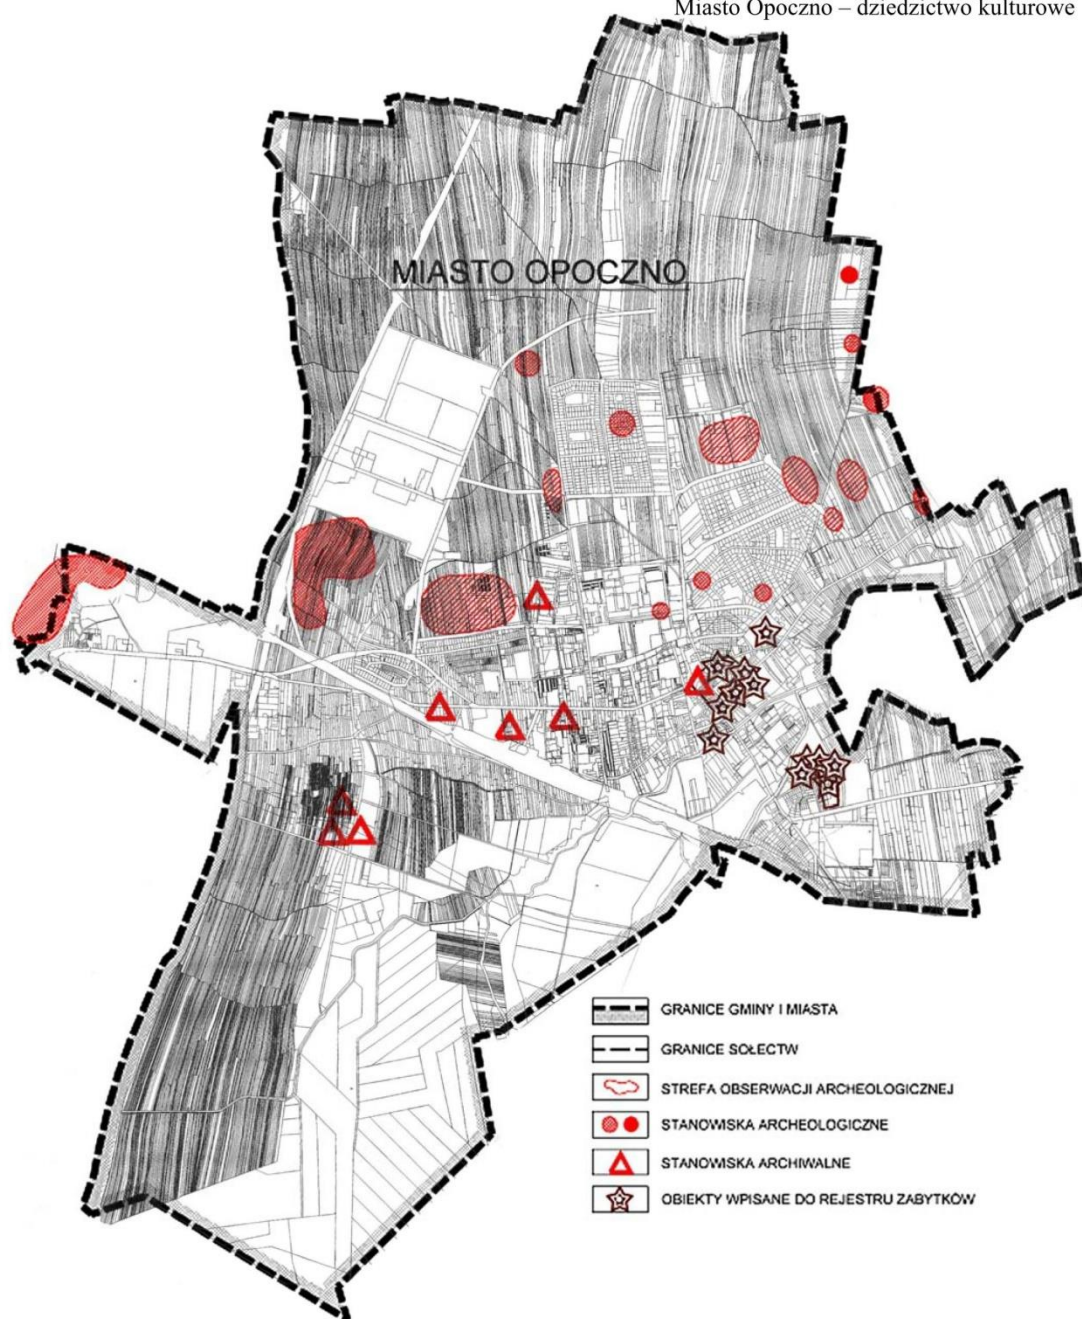 Miasto Opoczno – dziedzictwo kulturowe
MIASTO OPOCZNO
GRANICE GMINY I MIASTA
GRANICE SOŁECTW
STREFA OBSERWACJI ARCHEOLOGICZNEJ
STANOWISKA ARCHEOLOGICZNE
STANOWISKA ARCHIWALNE
OBIEKTY WPISANE DO REJESTRU ZABYTKÓW